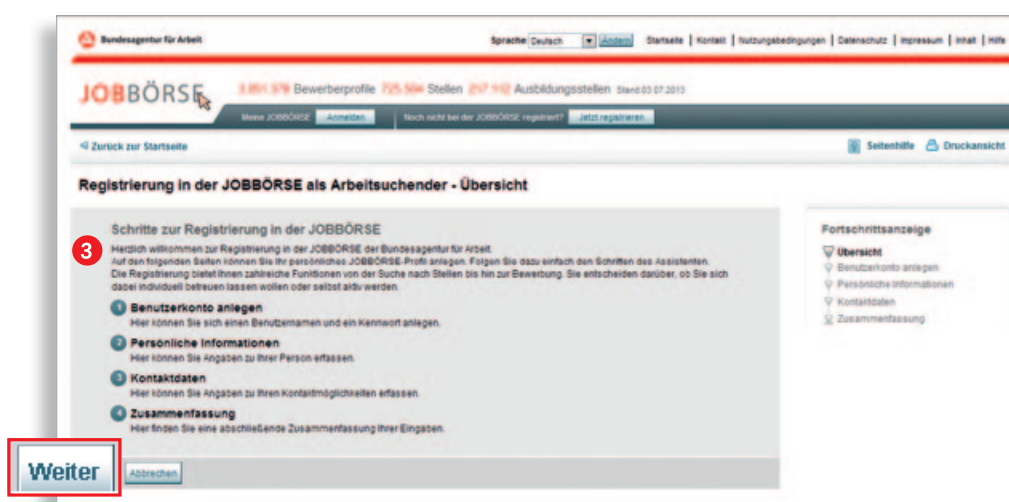 Bundesagentur für Arbeit
Sprache Deutsch Ändern Startseite | Kontakt | Nutzungsbedingungen | Datenschutz | Impressum | Inhalt | Hilfe
JOBBÖRSE
Bewerberprofile Stellen Ausbildungsstellen Stand 03.07.2013
Meine JOBBÖRSE Anmelden Noch nicht bei der JOBBÖRSE registriert? Jetzt registrieren
Zurück zur Startseite
Seitenhilfe Druckansicht
Registrierung in der JOBBÖRSE als Arbeitsuchender - Übersicht
3
Schritte zur Registrierung in der JOBBÖRSE
Herzlich willkommen zur Registrierung in der JOBBÖRSE der Bundesagentur für Arbeit.
Auf den folgenden Seiten können Sie Ihr persönliches JOBBÖRSE-Profil anlegen. Folgen Sie dazu einfach den Schritten des Assistenten.
Die Registrierung bietet Ihnen zahlreiche Funktionen von der Suche nach Stellen bis hin zur Bewerbung. Sie entscheiden darüber, ob Sie sich
dabei individuell betreuen lassen wollen oder selbst aktiv werden.
1 Benutzerkonto anlegen
Hier können Sie sich einen Benutzernamen und ein Kennwort anlegen.
2 Persönliche Informationen
Hier können Sie Angaben zu Ihrer Person erfassen.
3 Kontaktdaten
Hier können Sie Angaben zu Ihren Kontaktmöglichkeiten erfassen.
4 Zusammenfassung
Hier finden Sie eine abschließende Zusammenfassung Ihrer Eingaben.
Weiter
Abbrechen
Fortschrittsanzeige
Übersicht
Benutzerkonto anlegen
Persönliche Informationen
Kontaktdaten
Zusammenfassung